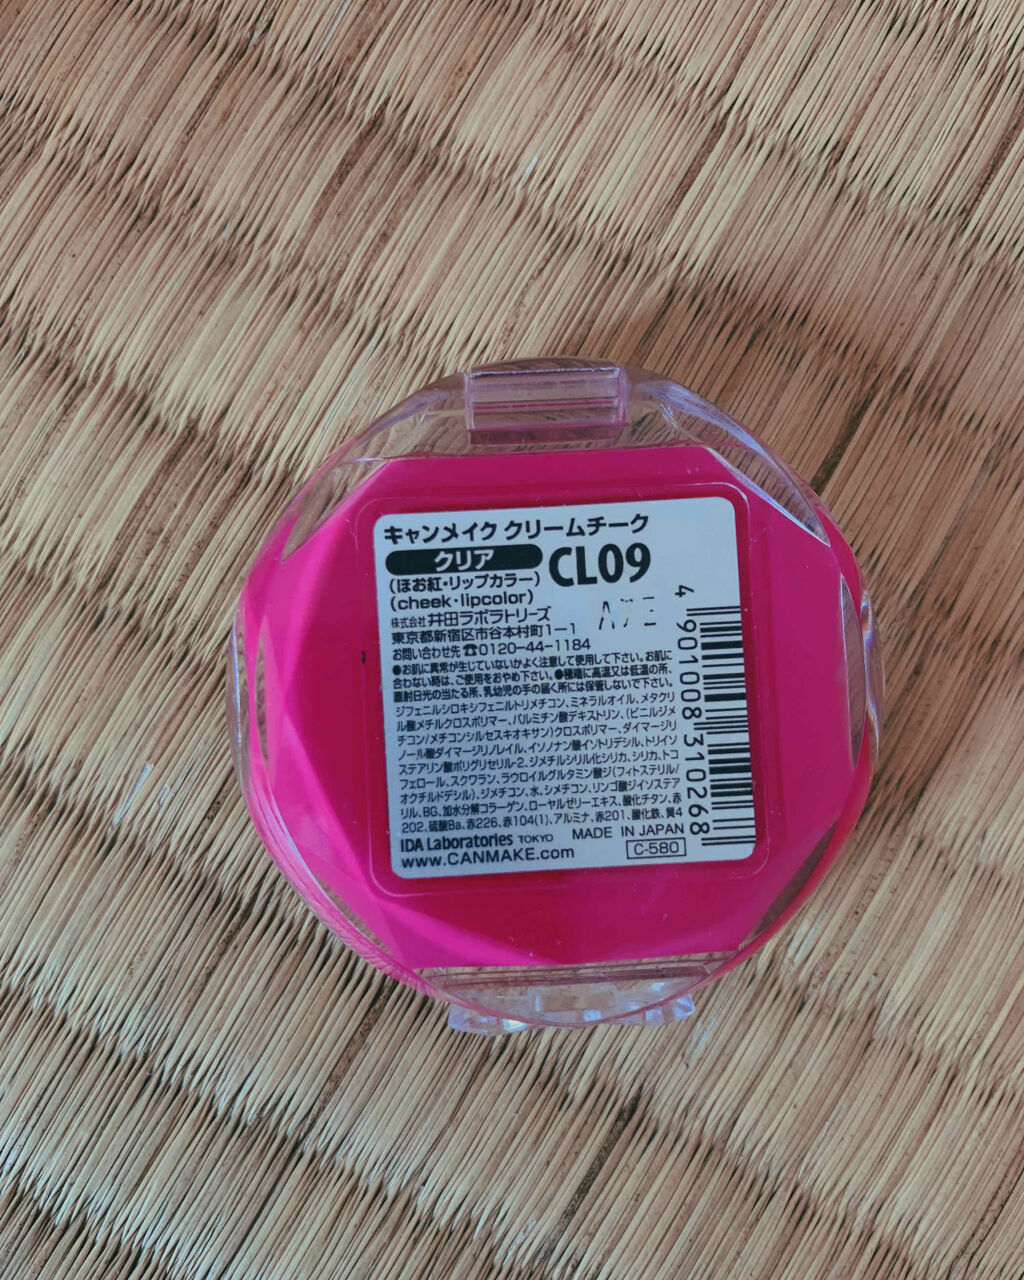 キャンメイク クリームチーク
クリア CL09
(ほお紅・リップカラー)
(cheek・lipcolor)
株式会社 井田ラボラトリーズ
東京都新宿区市谷本村町1－1
お問い合わせ先 ☎0120-44-1184
●お肌に異常が生じていないかよく注意して使用して下さい。お肌に
合わない時は、ご使用をおやめ下さい。●極端に高温又は低温の所、
直射日光の当たる所、乳幼児の手の届く所には保管しないで下さい。
ジフェニルシロキシフェニルトリメチコン、ミネラルオイル、メタクリ
ル酸メチルクロスポリマー、パルミチン酸デキストリン、(ビニルジメ
チコン/メチコンシルセスキオキサン)クロスポリマー、ダイマージリ
ノール酸ダイマージリノレイル、イソノナン酸イソトリデシル、トリイソ
ステアリン酸ポリグリセリル-2、ジメチルシリル化シリカ、シリカ、トコ
フェロール、スクワラン、ラウロイルグルタミン酸ジ(フィトステリル/
オクチルドデシル)、ジメチコン、水、シメチコン、リンゴ酸ジイソステア
リル、BG、加水分解コラーゲン、ローヤルゼリーエキス、酸化チタン、赤
202、硫酸Ba、赤226、赤104(1)、アルミナ、赤201、酸化鉄、黄4
IDA Laboratories TOKYO MADE IN JAPAN
www.CANMAKE.com C-580
4 901008 310268